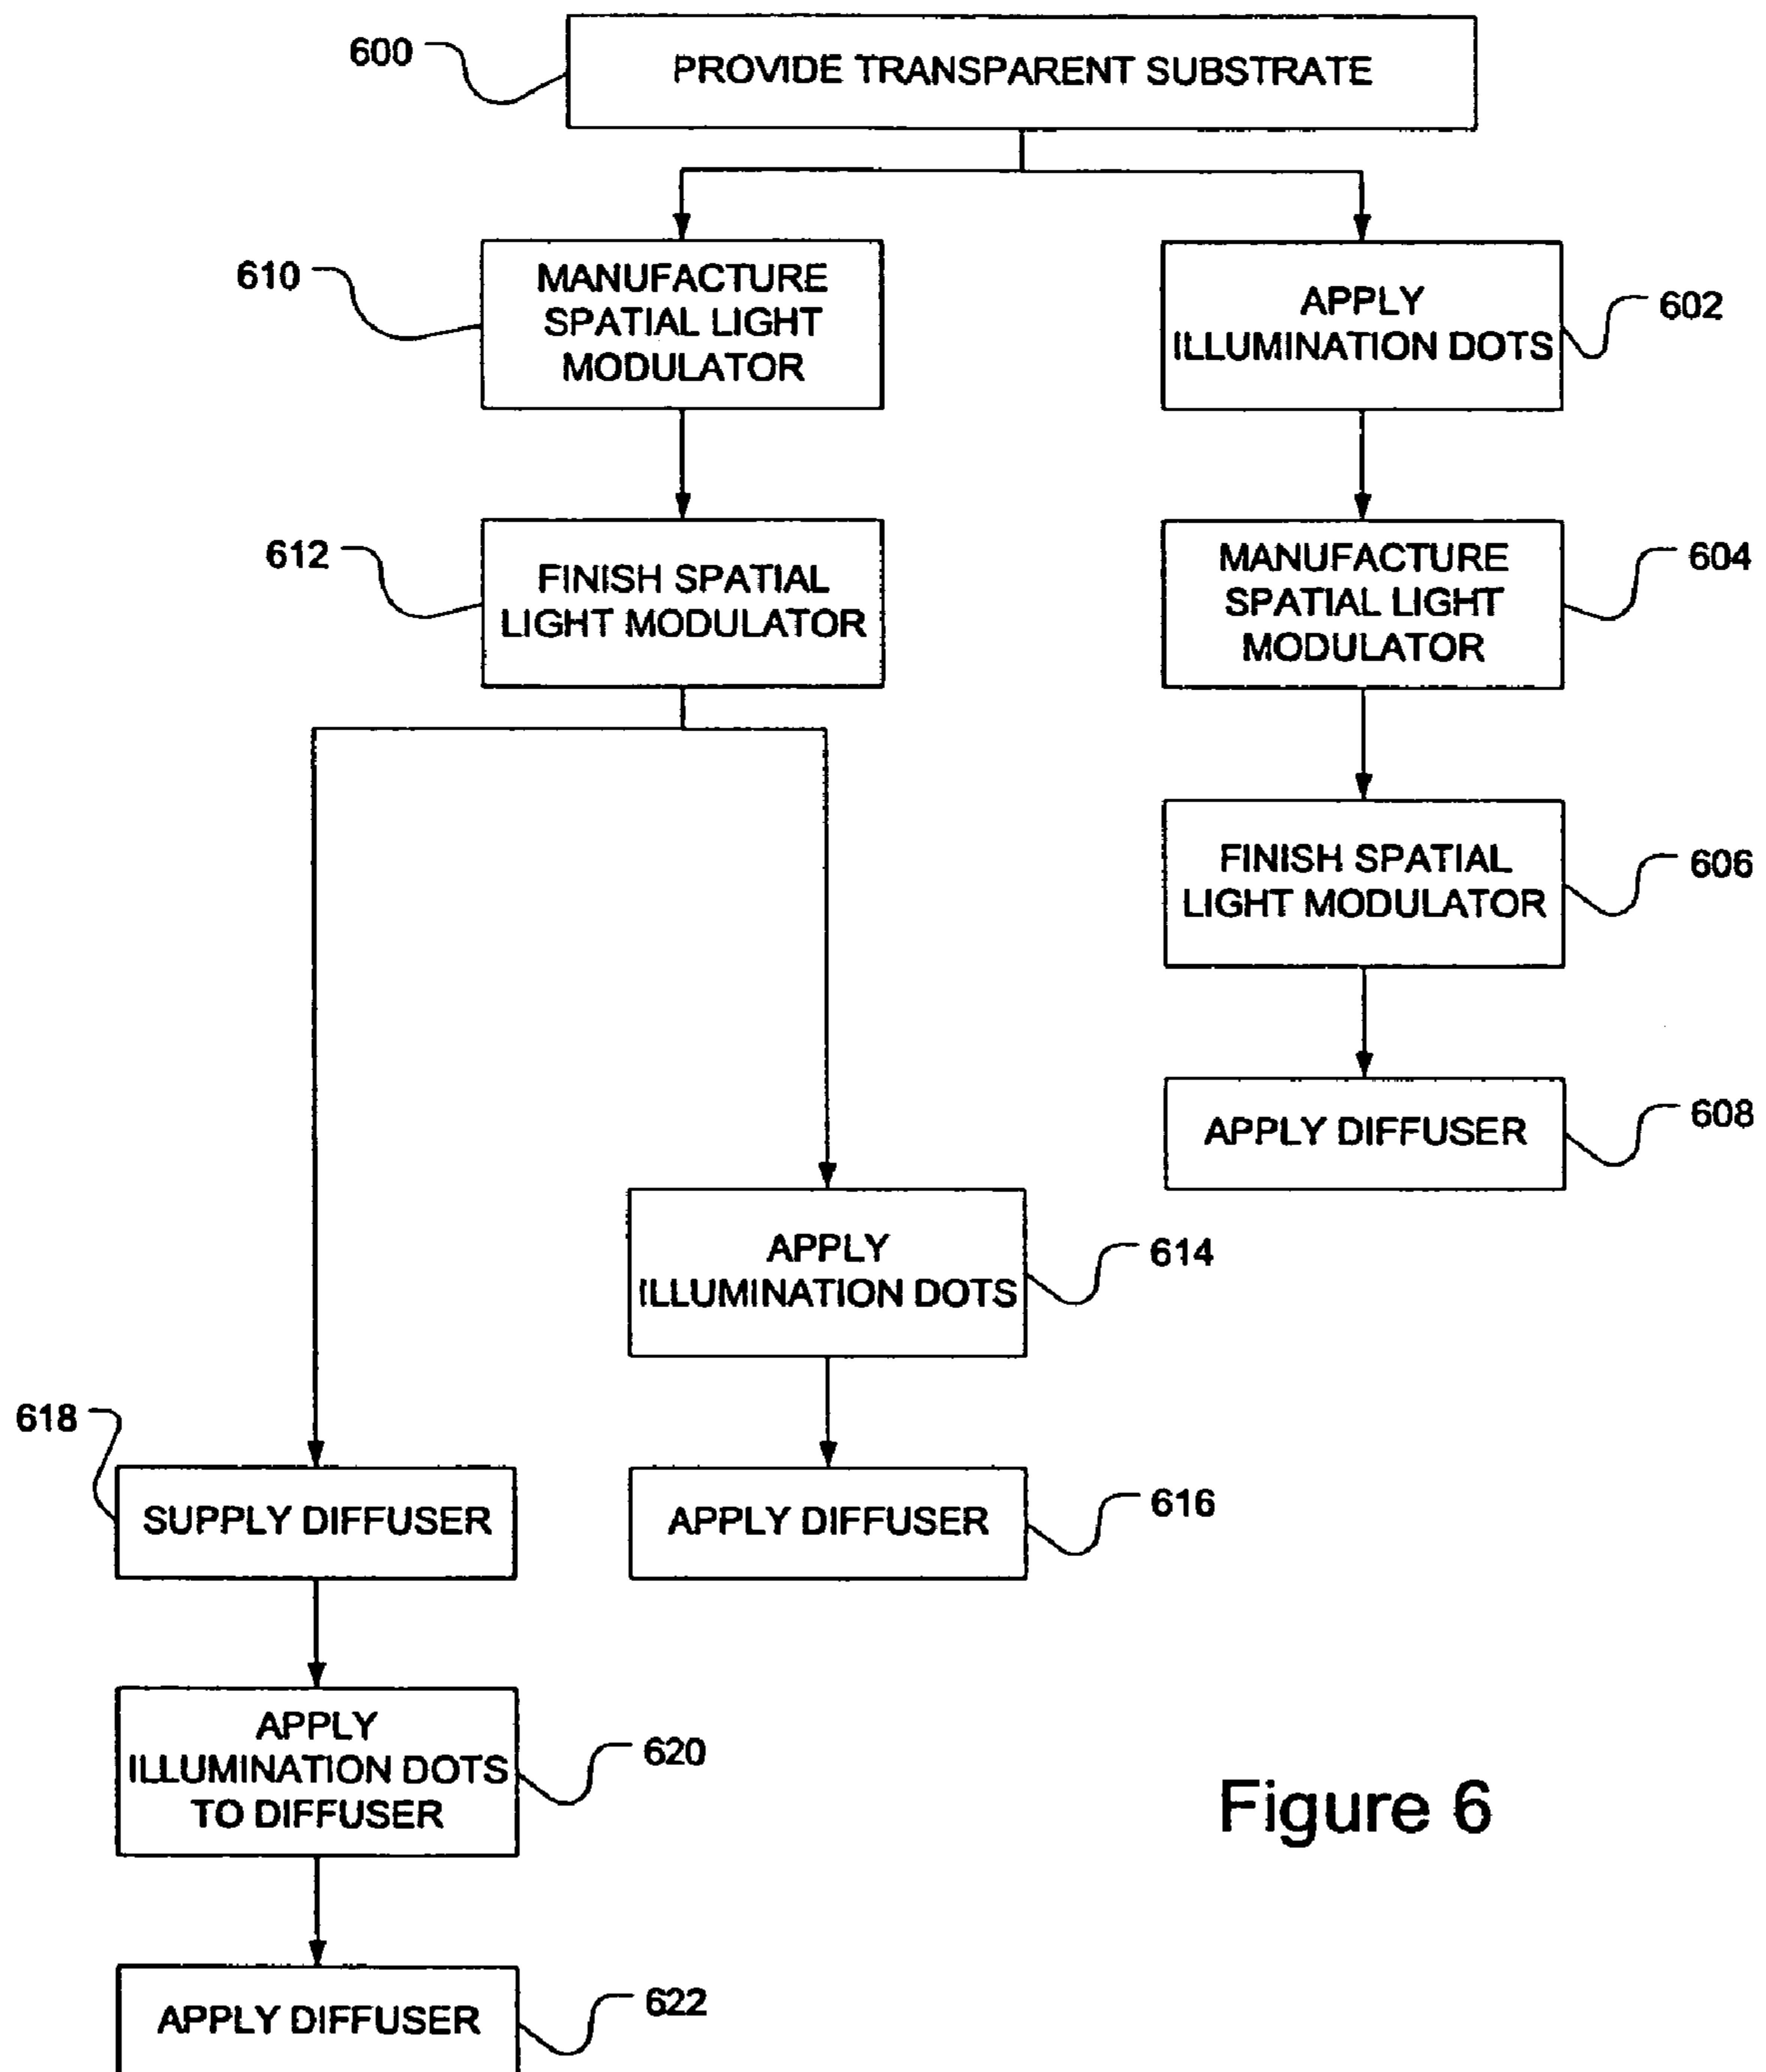 600
PROVIDE TRANSPARENT SUBSTRATE
610
MANUFACTURE
SPATIAL LIGHT
MODULATOR
APPLY
ILLUMINATION DOTS
602
612
FINISH SPATIAL
LIGHT MODULATOR
MANUFACTURE
SPATIAL LIGHT
MODULATOR
604
FINISH SPATIAL
LIGHT MODULATOR
606
APPLY DIFFUSER
608
APPLY
ILLUMINATION DOTS
614
618
SUPPLY DIFFUSER
APPLY DIFFUSER
616
APPLY
ILLUMINATION DOTS
TO DIFFUSER
620
Figure 6
APPLY DIFFUSER
622